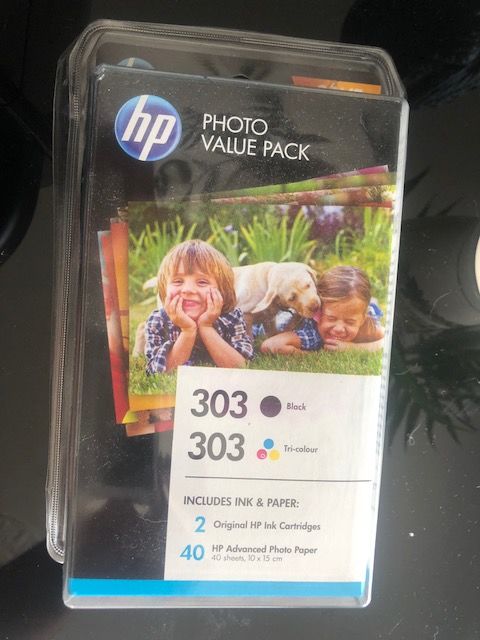 hp
PHOTO
VALUE PACK
303 Black
303 Tri-colour
INCLUDES INK & PAPER:
2 Original HP Ink Cartridges
40 HP Advanced Photo Paper
40 sheets, 10 x 15 cm